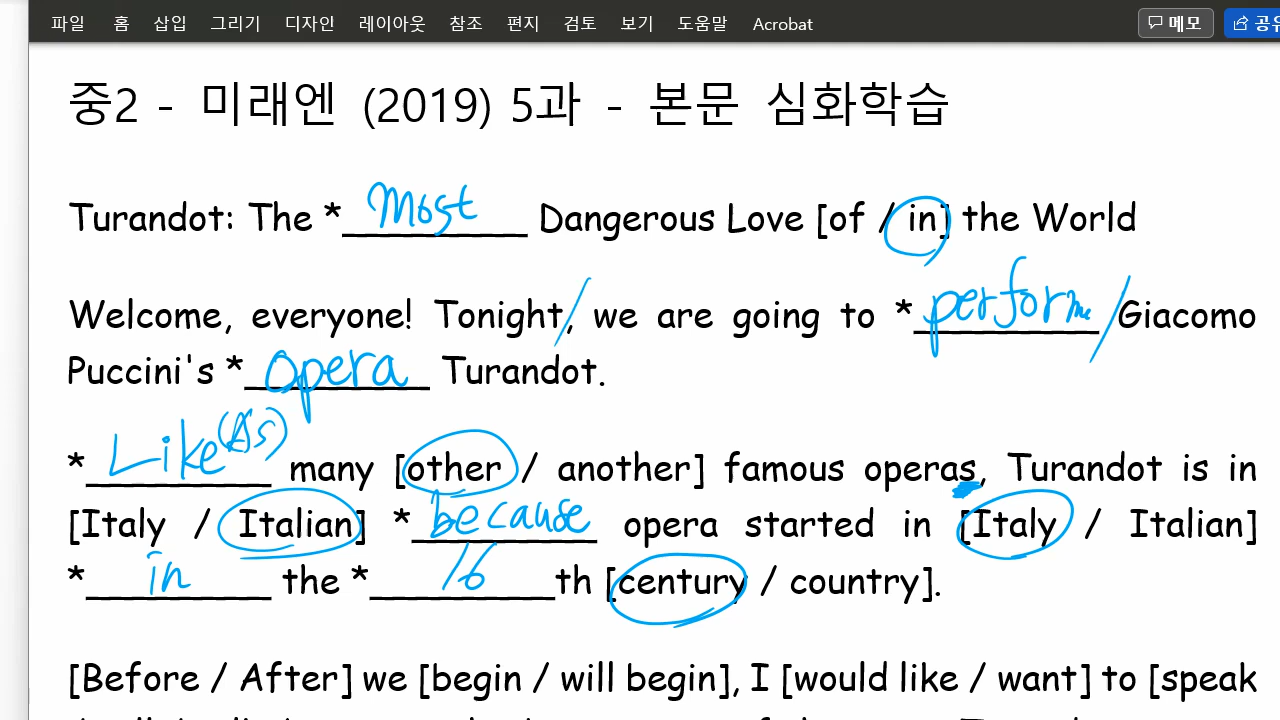 파일 홈 삽입 그리기 디자인 레이아웃 참조 편지 검토 보기 도움말 Acrobat 메모 공유
중2 - 미래엔 (2019) 5과 - 본문 심화학습
Turandot: The * Most Dangerous Love [of / in] the World
Welcome, everyone! Tonight, we are going to * perform Giacomo
Puccini's * opera Turandot.
* Like (As) many [other / another] famous operas, Turandot is in
[Italy / Italian] * because opera started in [Italy / Italian]
* in the * 16 th [century / country].
[Before / After] we [begin / will begin], I [would like / want] to [speak